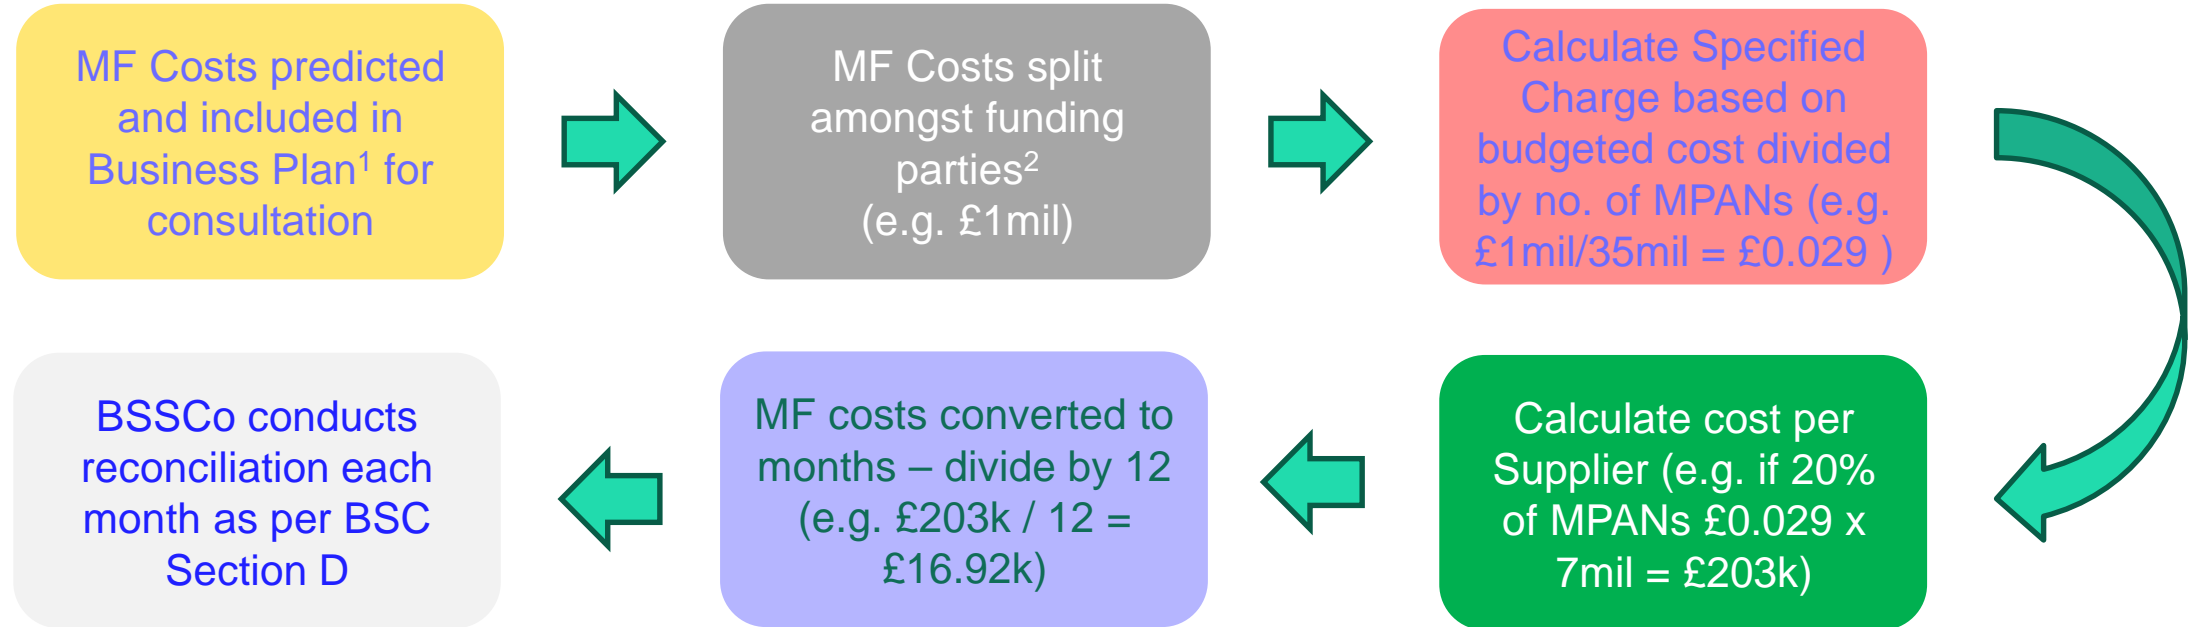 MF Costs predicted
and included in
Business Plan¹ for
consultation
MF Costs split
amongst funding
parties²
(e.g. £1mil)
Calculate Specified
Charge based on
budgeted cost divided
by no. of MPANs (e.g.
£1mil/35mil = £0.029 )
Calculate cost per
Supplier (e.g. if 20%
of MPANs £0.029 x
7mil = £203k)
MF costs converted to
months – divide by 12
(e.g. £203k / 12 =
£16.92k)
BSSCo conducts
reconciliation each
month as per BSC
Section D